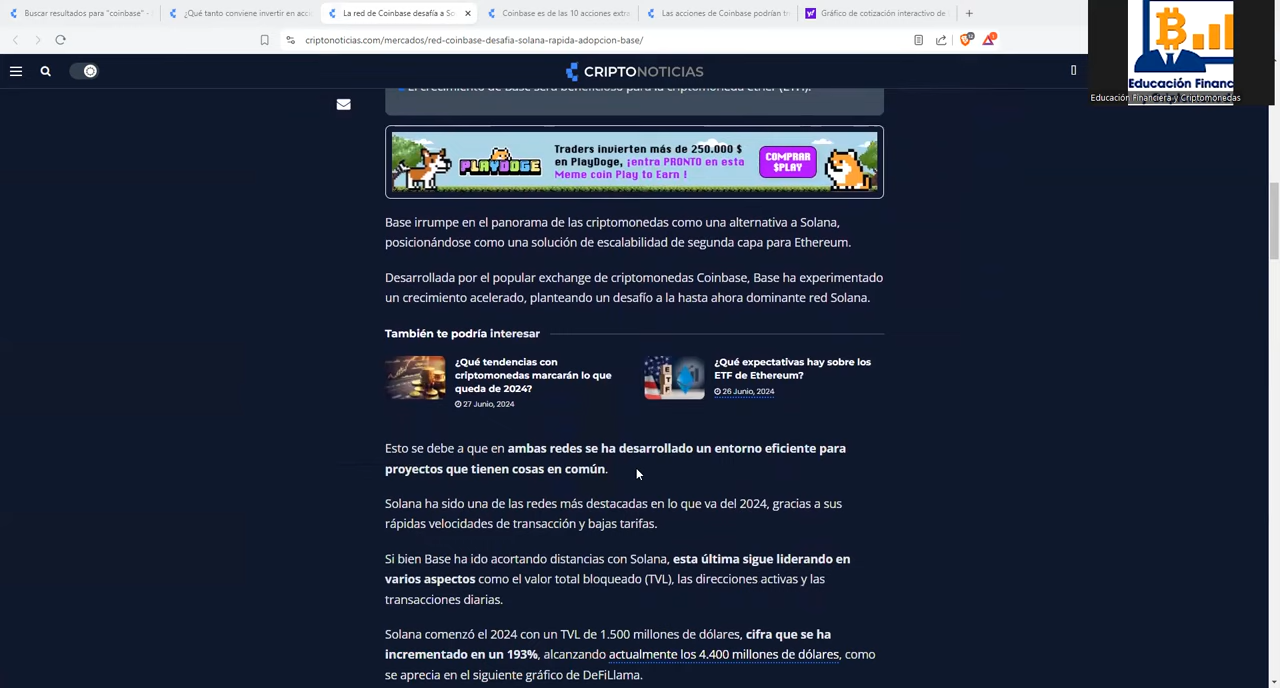 Buscar resultados para "coinbase" -
¿Qué tanto conviene invertir en acc
La red de Coinbase desafía a So
Coinbase es de las 10 acciones extra
Las acciones de Coinbase podrían tr
Gráfico de cotización interactivo de
criptonoticias.com/mercados/red-coinbase-desafia-solana-rapida-adopcion-base/
CRIPTONOTICIAS
Educación Financ
Educación Financiera y Criptomonedas
El crecimiento de Base será beneficioso para la criptomoneda ether (ETH).
PLAYDOGE
Traders invierten más de 250.000 $
en PlayDoge, ¡entra PRONTO en esta
Meme coin Play to Earn !
COMPRAR
$PLAY
Base irrumpe en el panorama de las criptomonedas como una alternativa a Solana,
posicionándose como una solución de escalabilidad de segunda capa para Ethereum.
Desarrollada por el popular exchange de criptomonedas Coinbase, Base ha experimentado
un crecimiento acelerado, planteando un desafío a la hasta ahora dominante red Solana.
También te podría interesar
¿Qué tendencias con
criptomonedas marcarán lo que
queda de 2024?
27 Junio, 2024
ETF
¿Qué expectativas hay sobre los
ETF de Ethereum?
26 Junio, 2024
Esto se debe a que en ambas redes se ha desarrollado un entorno eficiente para
proyectos que tienen cosas en común.
Solana ha sido una de las redes más destacadas en lo que va del 2024, gracias a sus
rápidas velocidades de transacción y bajas tarifas.
Si bien Base ha ido acortando distancias con Solana, esta última sigue liderando en
varios aspectos como el valor total bloqueado (TVL), las direcciones activas y las
transacciones diarias.
Solana comenzó el 2024 con un TVL de 1.500 millones de dólares, cifra que se ha
incrementado en un 193%, alcanzando actualmente los 4.400 millones de dólares, como
se aprecia en el siguiente gráfico de DeFiLlama.